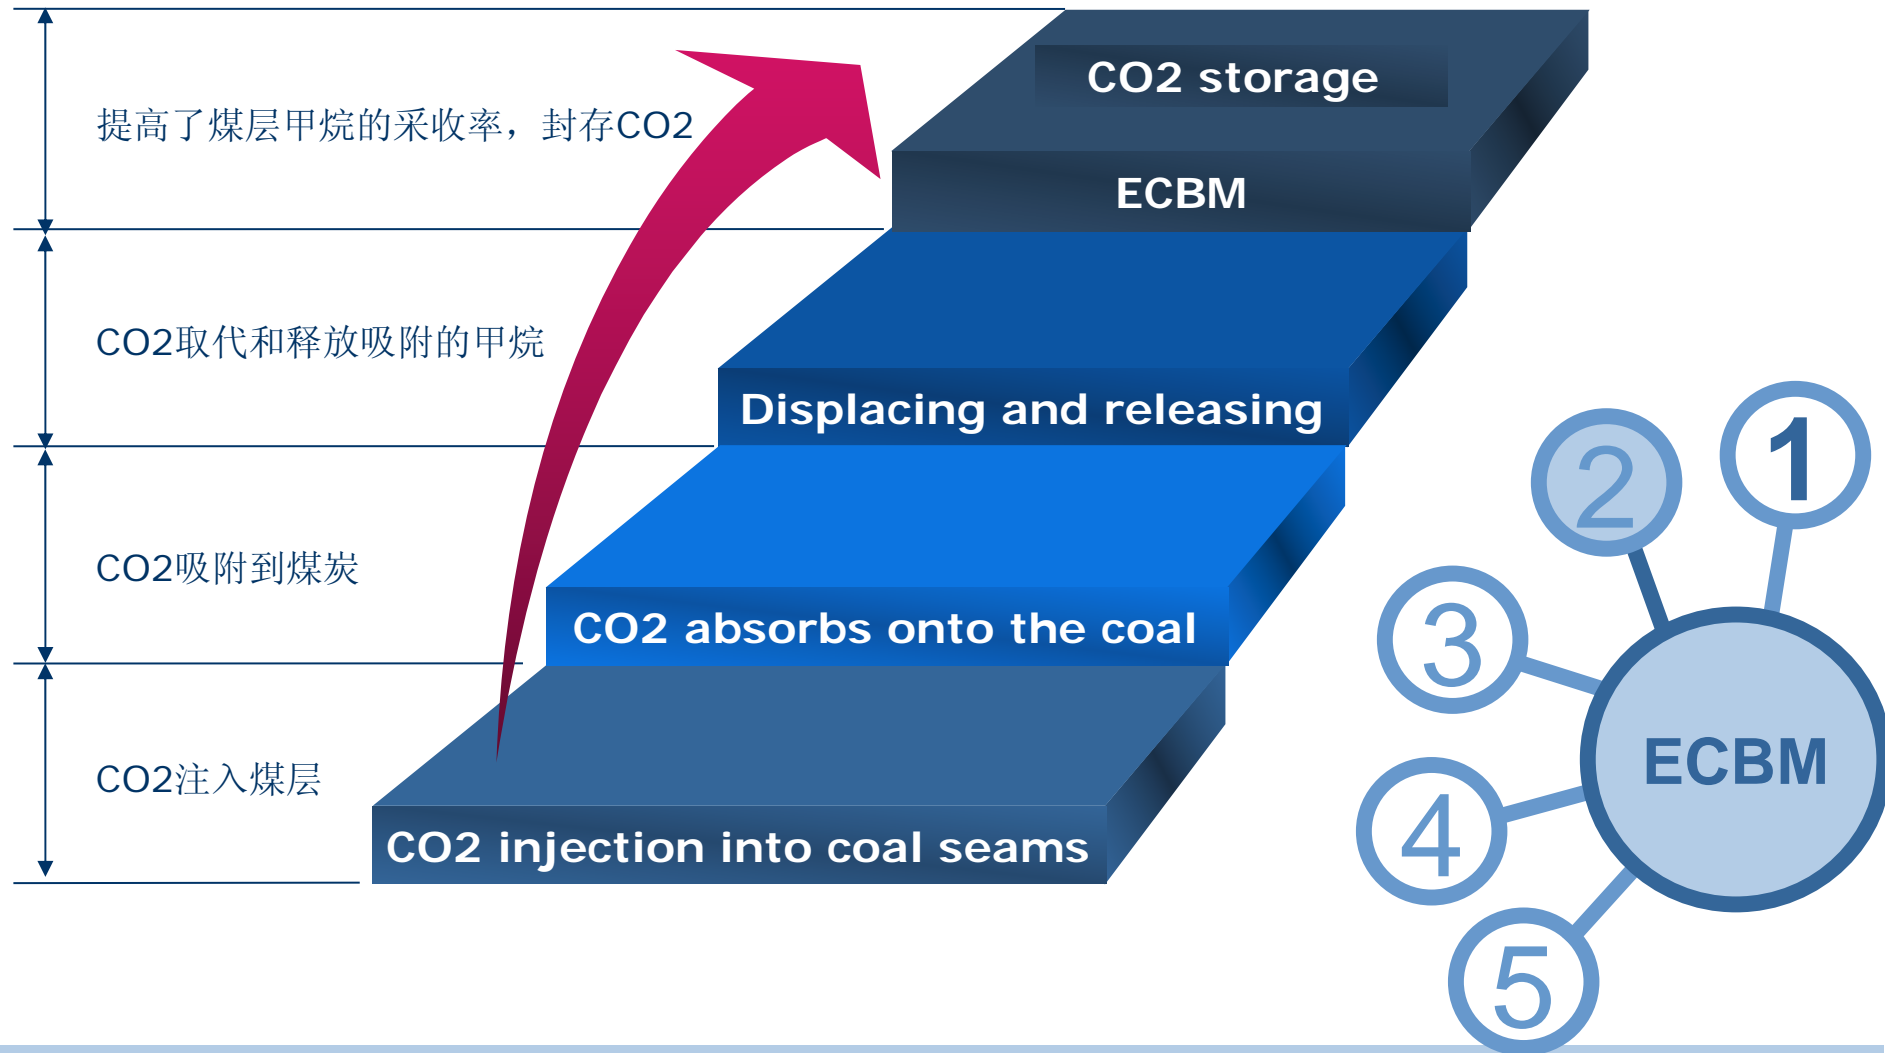 提高了煤层甲烷的采收率，封存CO2
CO2取代和释放吸附的甲烷
CO2吸附到煤炭
CO2注入煤层
CO2 storage
ECBM
Displacing and releasing
CO2 absorbs onto the coal
CO2 injection into coal seams
1
2
3
4
5
ECBM